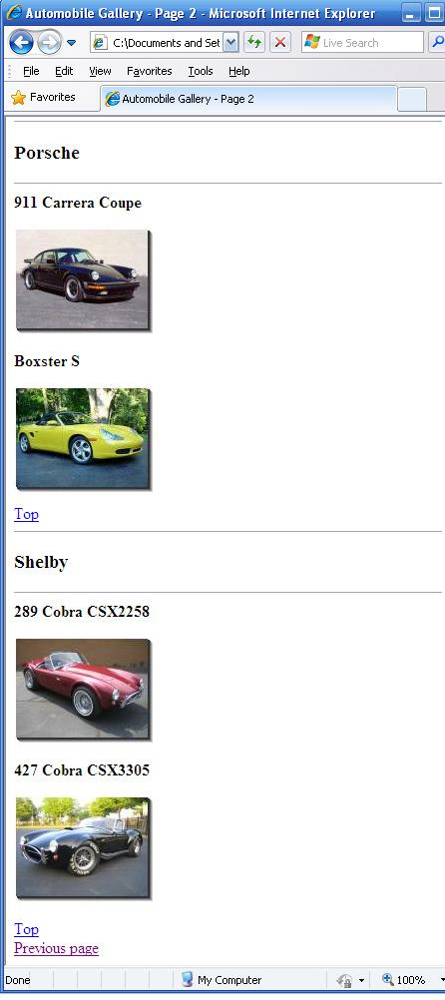 Automobile Gallery - Page 2 - Microsoft Internet Explorer
C:\Documents and Set
Live Search
File Edit View Favorites Tools Help
Favorites Automobile Gallery - Page 2
Porsche
911 Carrera Coupe
Boxster S
Top
Shelby
289 Cobra CSX2258
427 Cobra CSX3305
Top
Previous page
Done My Computer 100%